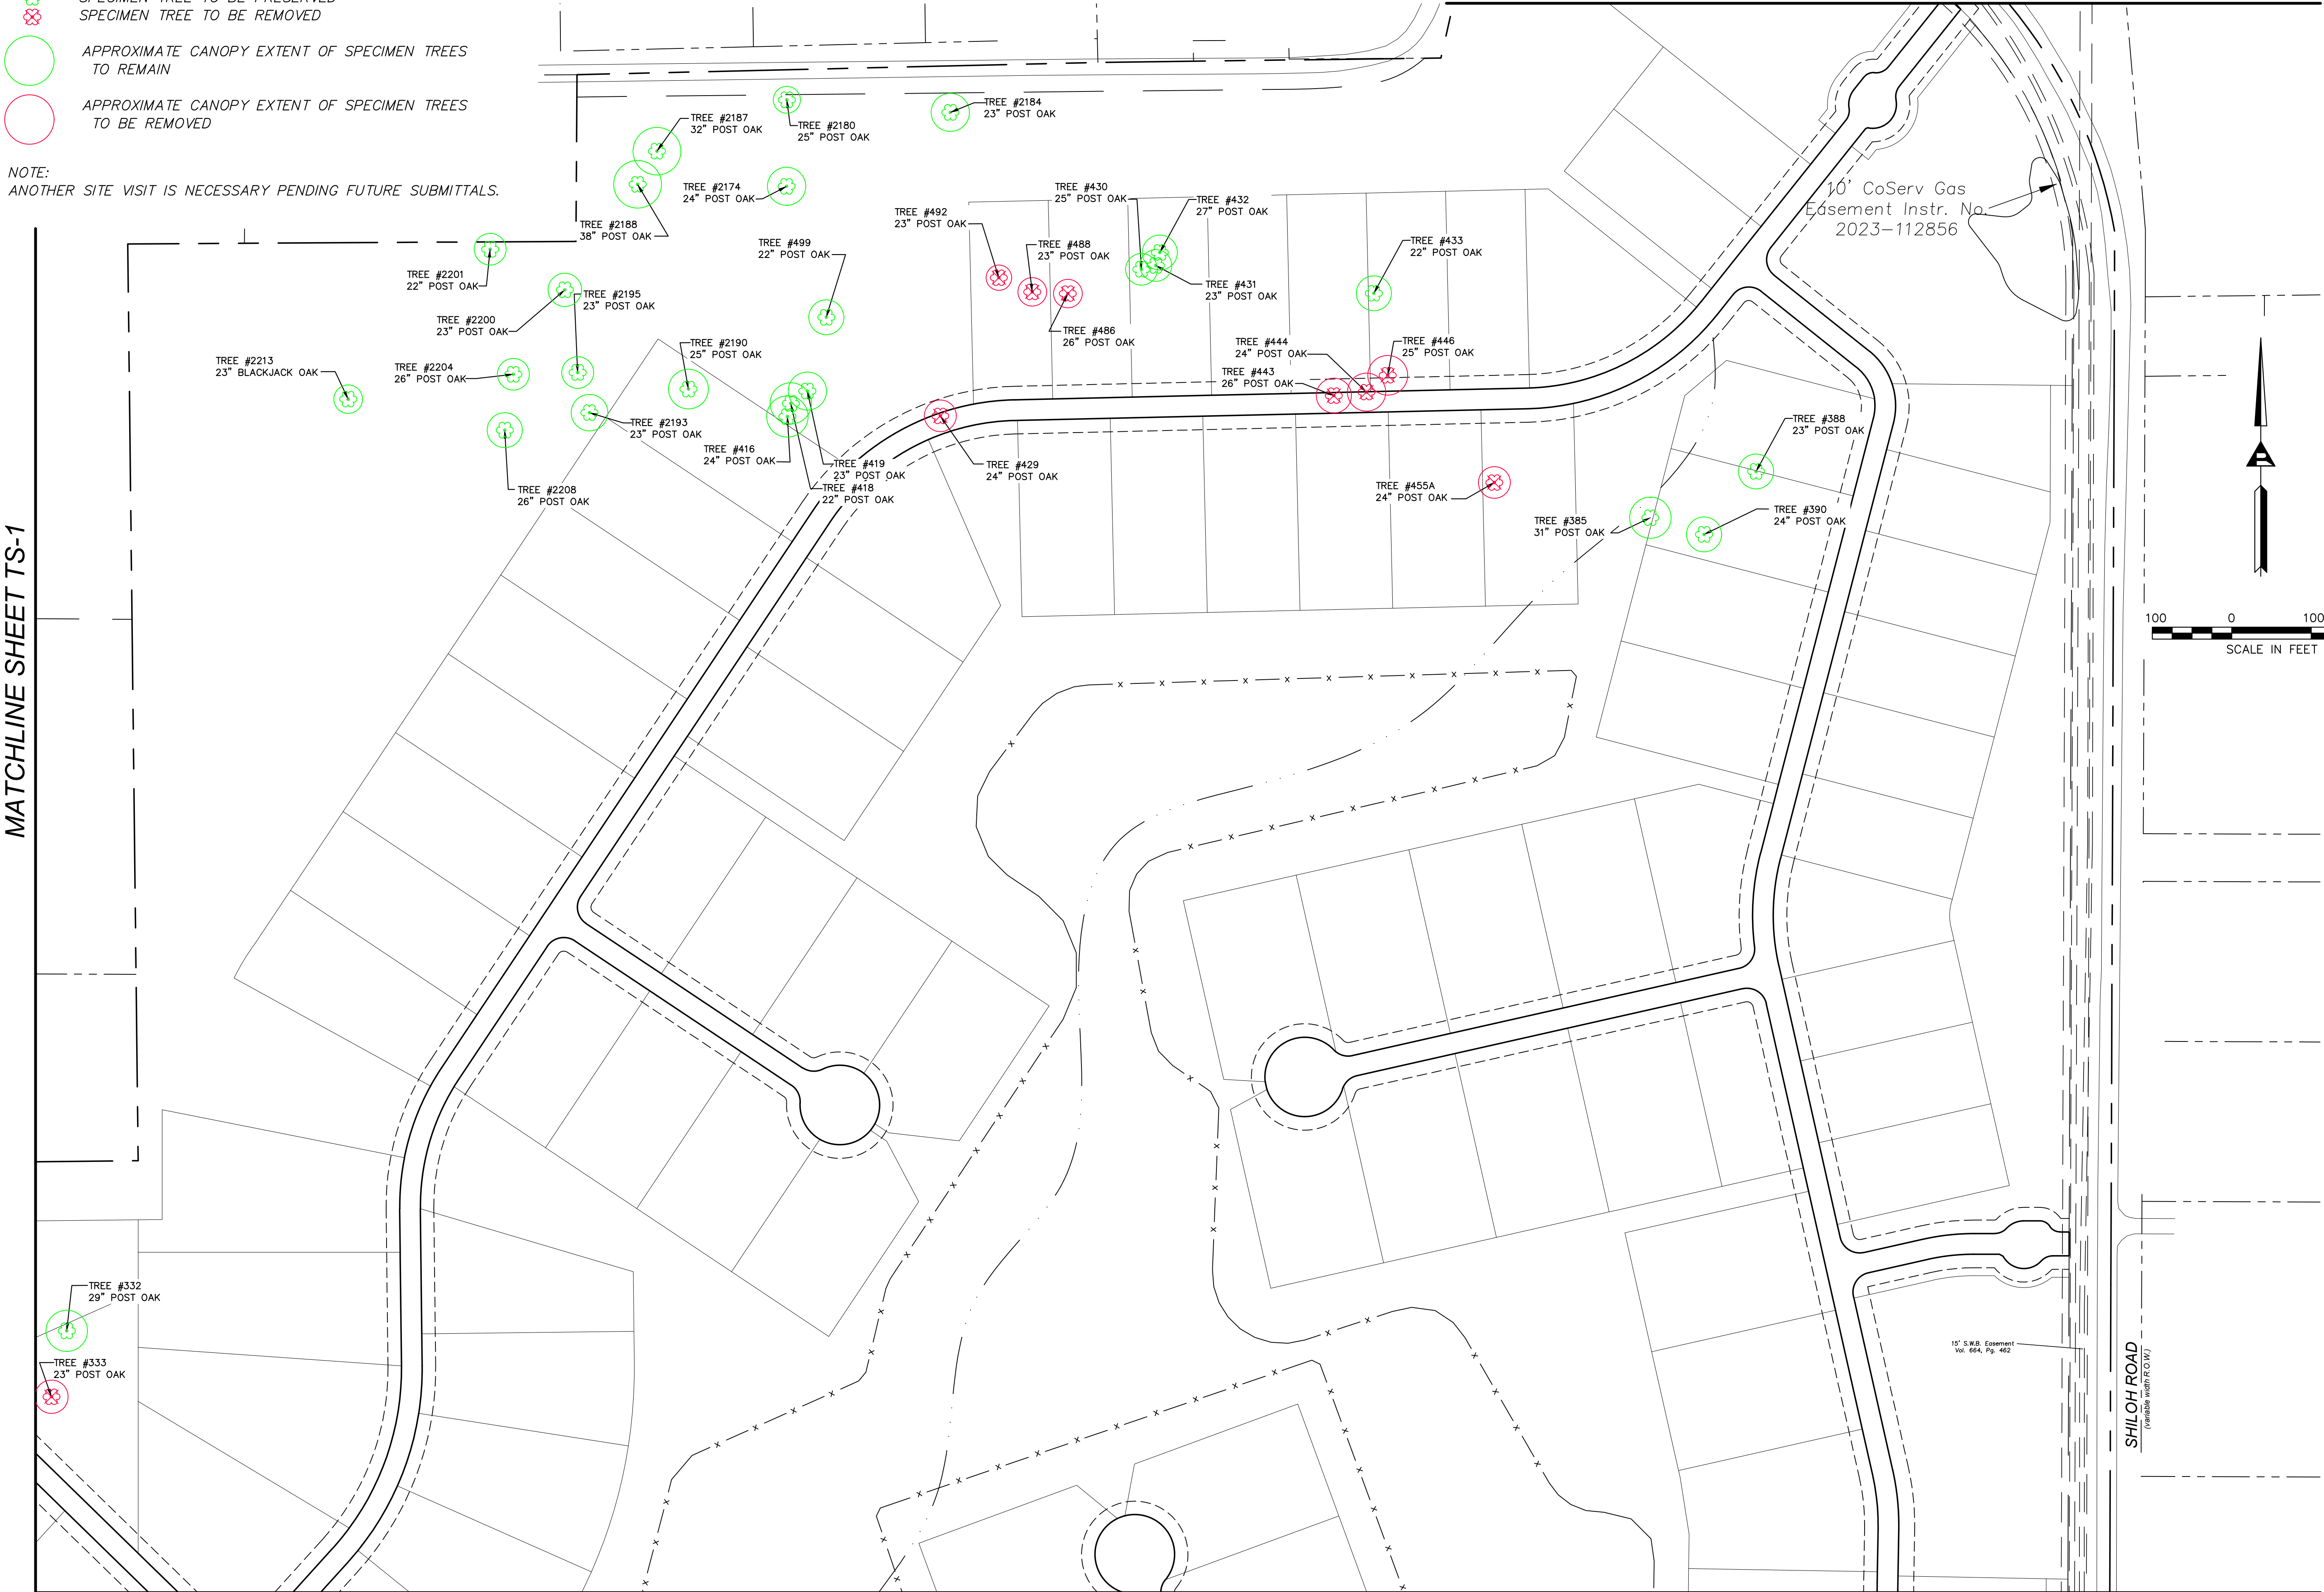 SPECIMEN TREE TO BE PRESERVED
SPECIMEN TREE TO BE REMOVED
APPROXIMATE CANOPY EXTENT OF SPECIMEN TREES
TO REMAIN
APPROXIMATE CANOPY EXTENT OF SPECIMEN TREES
TO BE REMOVED
NOTE:
ANOTHER SITE VISIT IS NECESSARY PENDING FUTURE SUBMITTALS.
TREE #2187
32" POST OAK
TREE #2180
25" POST OAK
TREE #2184
23" POST OAK
TREE #2174
24" POST OAK
TREE #2188
38" POST OAK
TREE #430
25" POST OAK
TREE #432
27" POST OAK
TREE #492
23" POST OAK
TREE #488
23" POST OAK
TREE #499
22" POST OAK
TREE #433
22" POST OAK
10' CoServ Gas
Easement Instr. No.
2023-112856
TREE #2201
22" POST OAK
TREE #2195
23" POST OAK
TREE #431
23" POST OAK
TREE #2200
23" POST OAK
TREE #486
26" POST OAK
TREE #2190
25" POST OAK
TREE #444
24" POST OAK
TREE #446
25" POST OAK
TREE #2213
23" BLACKJACK OAK
TREE #2204
26" POST OAK
TREE #443
26" POST OAK
TREE #2193
23" POST OAK
TREE #388
23" POST OAK
TREE #416
24" POST OAK
TREE #419
23" POST OAK
TREE #429
24" POST OAK
TREE #418
22" POST OAK
TREE #2208
26" POST OAK
TREE #455A
24" POST OAK
TREE #385
31" POST OAK
TREE #390
24" POST OAK
MATCHLINE SHEET TS-1
100 0 100
SCALE IN FEET
TREE #332
29" POST OAK
TREE #333
23" POST OAK
15' S.W.B. Easement
Vol. 664, Pg. 462
SHILOH ROAD
(variable width R.O.W.)